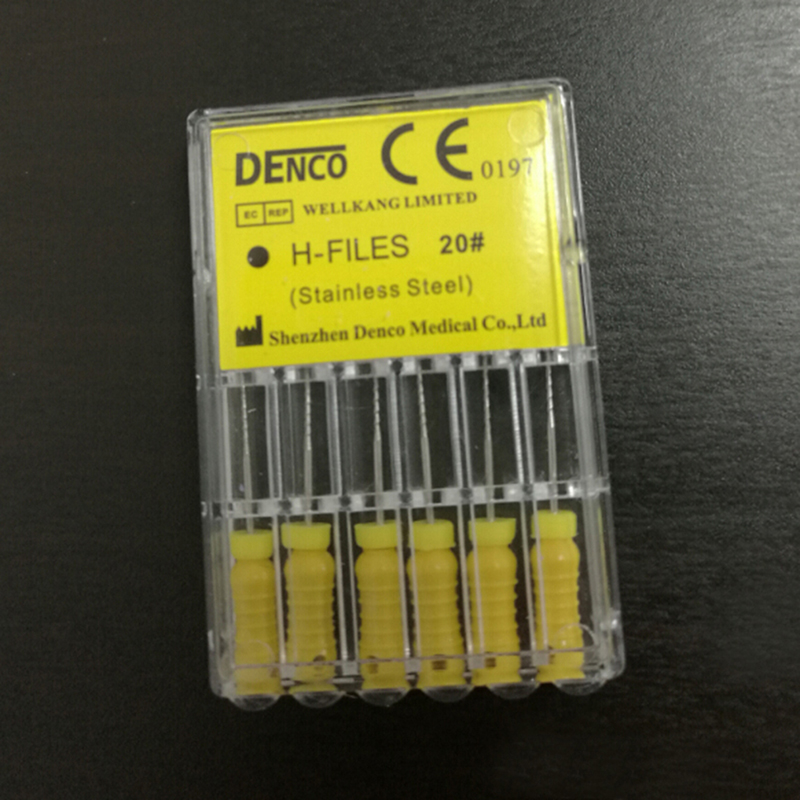 DENCO CE 0197
EC REP WELLKANG LIMITED
H-FILES 20#
(Stainless Steel)
Shenzhen Denco Medical Co.,Ltd